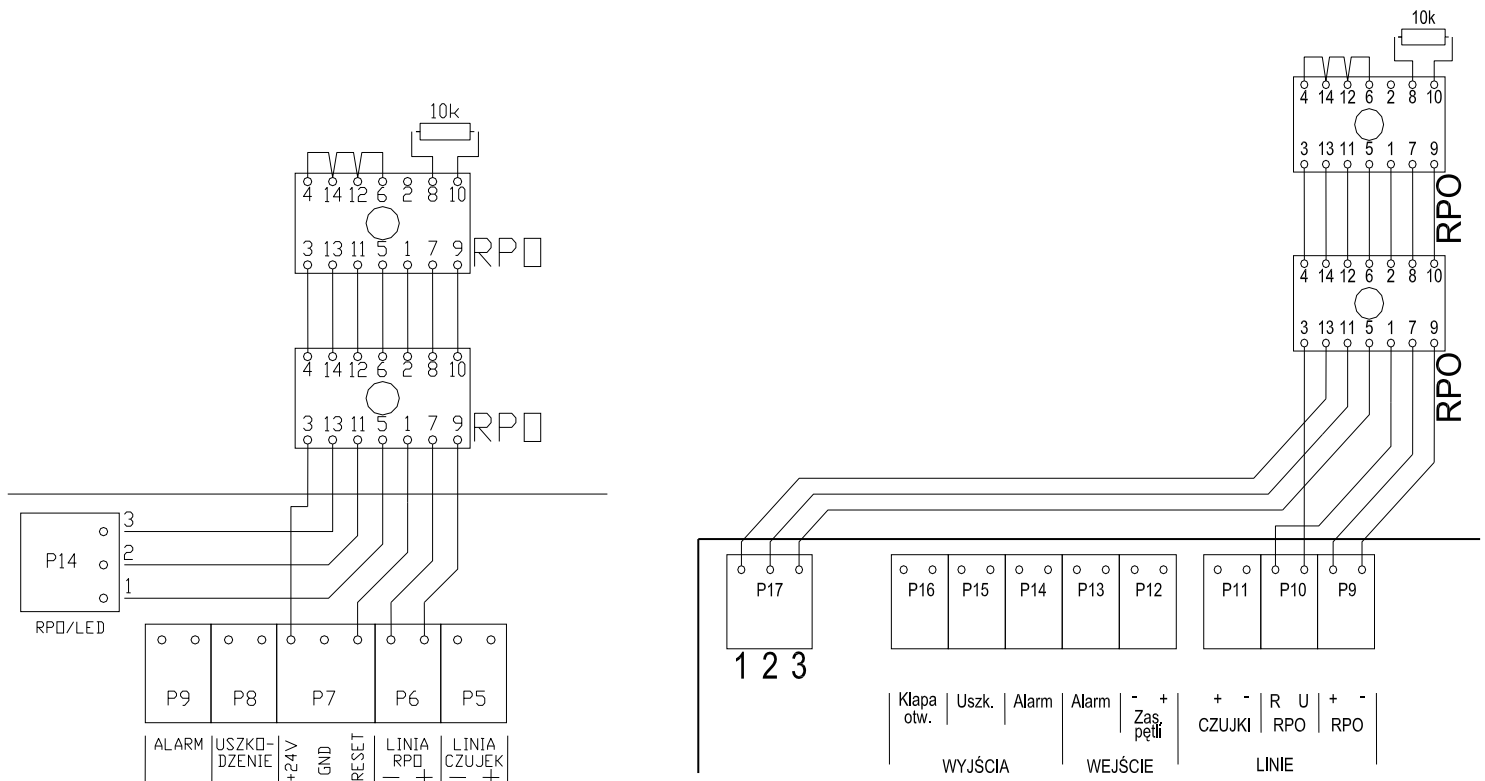 10k
4 14 12 6 2 8 10
3 13 11 5 1 7 9
RPO
4 14 12 6 2 8 10
3 13 11 5 1 7 9
RPO
3
2
1
P14
RPO/LED
P9 P8 P7 P6 P5
ALARM
USZKO-
DZENIE
+24V
GND
RESET
LINIA
RPO
- +
LINIA
CZUJEK
- +
10k
4 14 12 6 2 8 10
3 13 11 5 1 7 9
RPO
4 14 12 6 2 8 10
3 13 11 5 1 7 9
RPO
P17 P16 P15 P14 P13 P12 P11 P10 P9
1 2 3
Klapa
otw.
Uszk.
Alarm
Alarm
- +
Zas.
pętli
+ -
CZUJKI
R U
RPO
+ -
RPO
WYJŚCIA
WEJŚCIE
LINIE